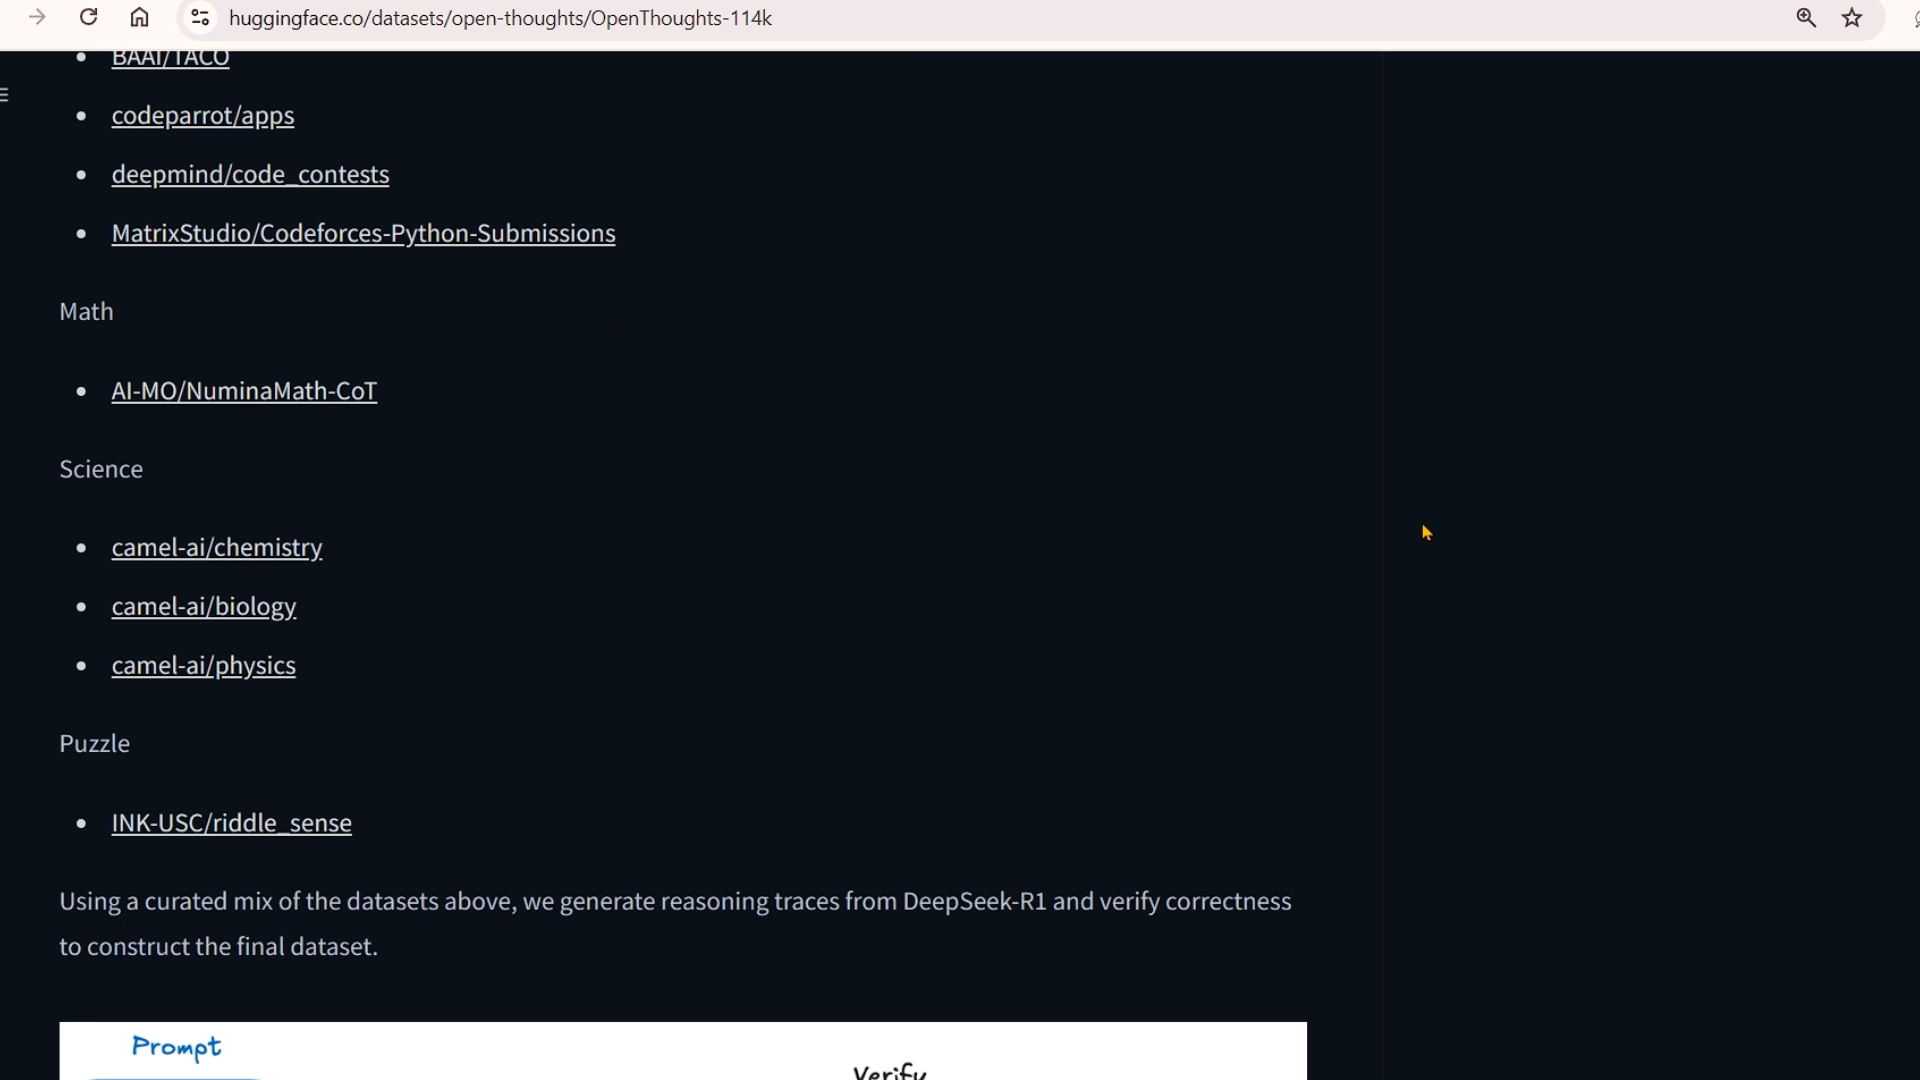 huggingface.co/datasets/open-thoughts/OpenThoughts-114k
BAAI/TACO
codeparrot/apps
deepmind/code_contests
MatrixStudio/Codeforces-Python-Submissions
Math
AI-MO/NuminaMath-CoT
Science
camel-ai/chemistry
camel-ai/biology
camel-ai/physics
Puzzle
INK-USC/riddle_sense
Using a curated mix of the datasets above, we generate reasoning traces from DeepSeek-R1 and verify correctness
to construct the final dataset.
Prompt
Verify